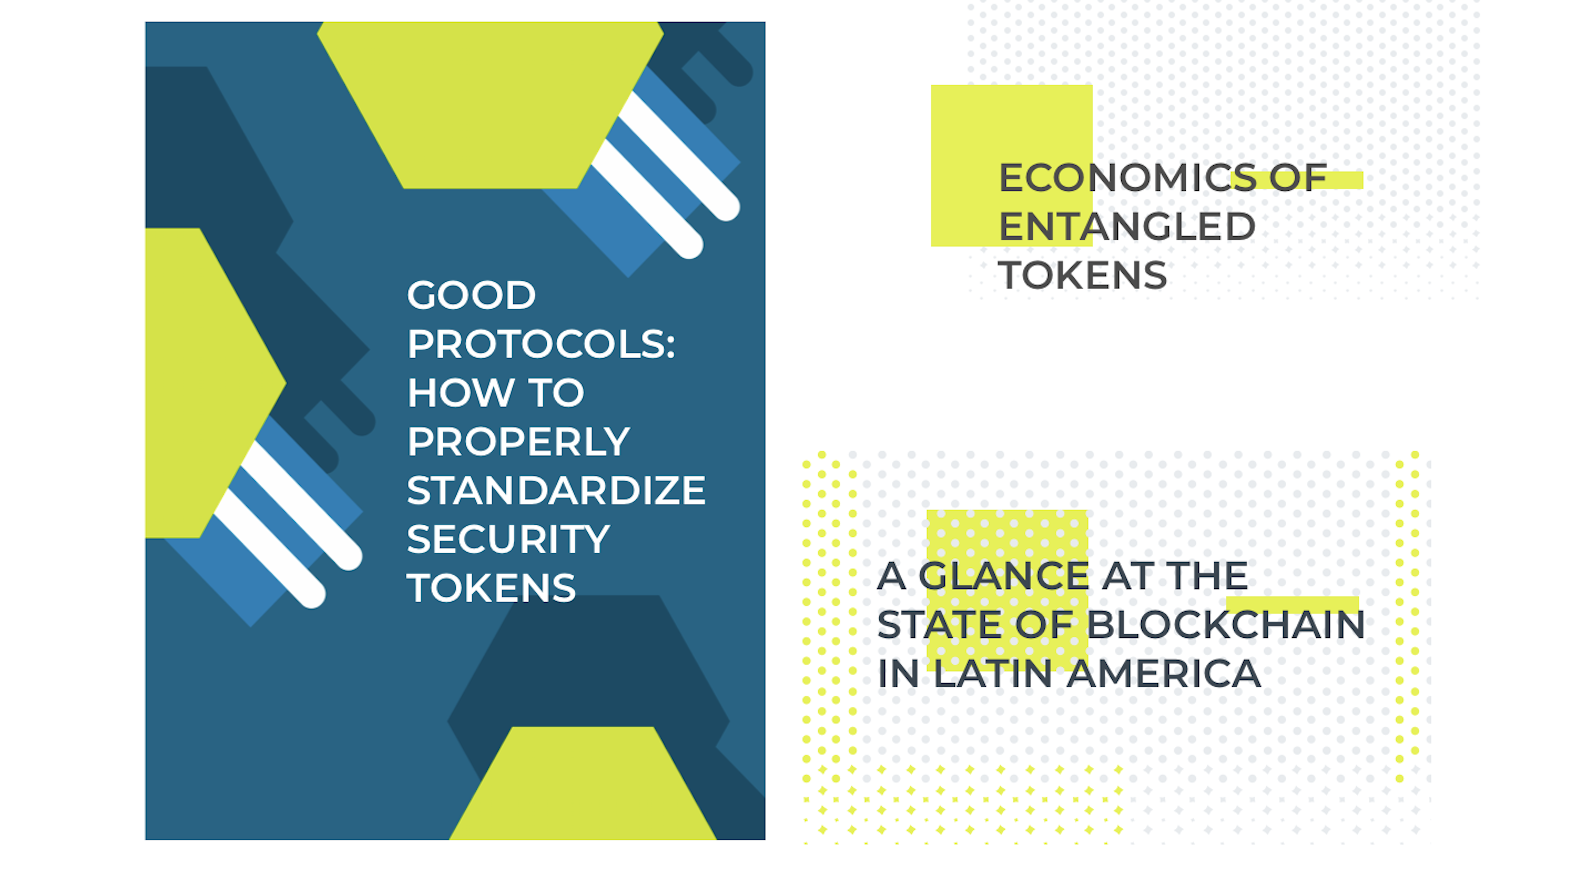 GOOD
PROTOCOLS:
HOW TO
PROPERLY
STANDARDIZE
SECURITY
TOKENS
ECONOMICS OF
ENTANGLED
TOKENS
A GLANCE AT THE
STATE OF BLOCKCHAIN
IN LATIN AMERICA